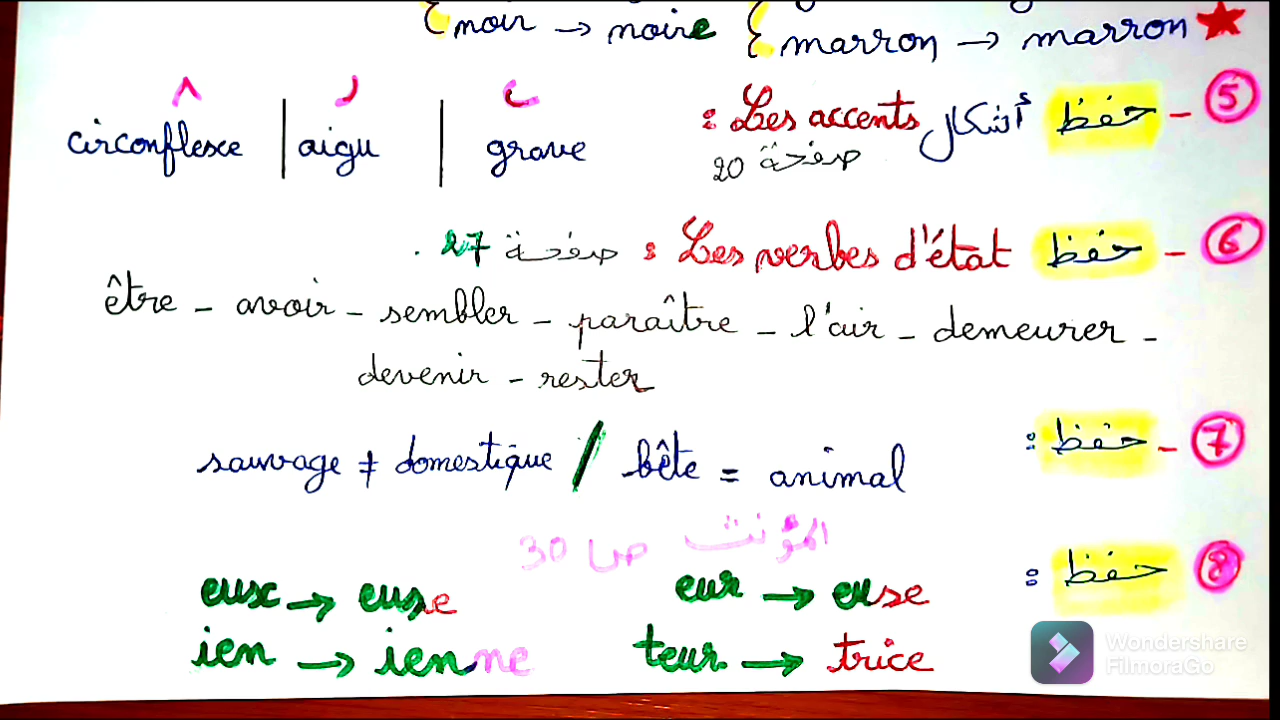 noir → noire { marron → marron
5 - حفظ أشكال Les accents :
صفحة 20
circonflexe | aigu | grave
6 - حفظ Les verbes d'état : صفحة 27 .
être - avoir - sembler - paraître - l'air - demeurer -
devenir - rester
7 - حفظ :
sauvage ≠ domestique / bête = animal
المؤنث ص 30
8 حفظ :
eur → euse eux → euse
teur → trice ien → ienne
Wondershare
FilmoraGo